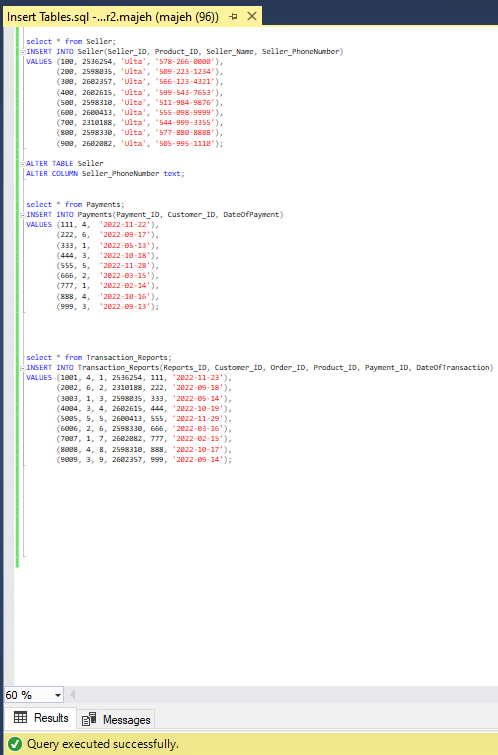 Insert Tables.sql -...r2.majeh (majeh (96))
select * from Seller;
INSERT INTO Seller(Seller_ID, Product_ID, Seller_Name, Seller_PhoneNumber)
VALUES (100, 2536254, 'Ulta', '578-266-0000'),
(200, 2598035, 'Ulta', '509-223-1234'),
(300, 2602357, 'Ulta', '566-123-4321'),
(400, 2602615, 'Ulta', '599-543-7653'),
(500, 2598310, 'Ulta', '511-984-9876'),
(600, 2600413, 'Ulta', '555-098-9999'),
(700, 2310188, 'Ulta', '544-999-3355'),
(800, 2598330, 'Ulta', '577-880-8888'),
(900, 2602082, 'Ulta', '505-995-1110');
ALTER TABLE Seller
ALTER COLUMN Seller_PhoneNumber text;
select * from Payments;
INSERT INTO Payments(Payment_ID, Customer_ID, DateOfPayment)
VALUES (111, 4, '2022-11-22'),
(222, 6, '2022-09-17'),
(333, 1, '2022-05-13'),
(444, 3, '2022-10-18'),
(555, 5, '2022-11-28'),
(666, 2, '2022-03-15'),
(777, 1, '2022-02-14'),
(888, 4, '2022-10-16'),
(999, 3, '2022-09-13');
select * from Transaction_Reports;
INSERT INTO Transaction_Reports(Reports_ID, Customer_ID, Order_ID, Product_ID, Payment_ID, DateOfTransaction)
VALUES (1001, 4, 1, 2536254, 111, '2022-11-23'),
(2002, 6, 2, 2310188, 222, '2022-09-18'),
(3003, 1, 3, 2598035, 333, '2022-05-14'),
(4004, 3, 4, 2602615, 444, '2022-10-19'),
(5005, 5, 5, 2600413, 555, '2022-11-29'),
(6006, 2, 6, 2598330, 666, '2022-03-16'),
(7007, 1, 7, 2602082, 777, '2022-02-15'),
(8008, 4, 8, 2598310, 888, '2022-10-17'),
(9009, 3, 9, 2602357, 999, '2022-09-14');
60 %
Results Messages
Query executed successfully.